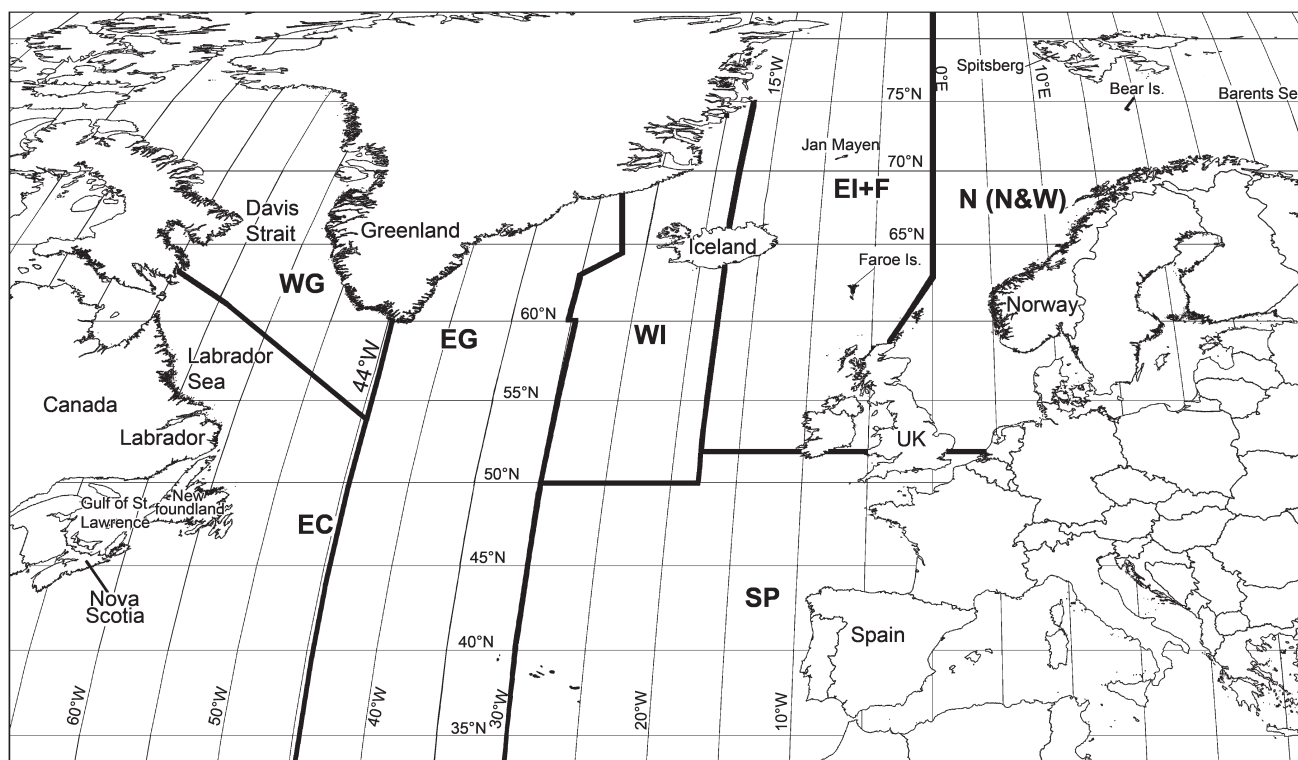 15°W
0°E
10°E
Spitsberg
Bear Is.
75°N
Barents Se
Jan Mayen
70°N
EI+F
N (N&W)
Davis
Strait
Greenland
65°N
Iceland
Faroe Is.
WG
Norway
60°N
EG
WI
44°W
Labrador
Sea
55°N
Canada
Labrador
UK
50°N
Gulf of St.
Lawrence
New
foundland
EC
45°N
Nova
Scotia
SP
Spain
40°N
60°W
50°W
40°W
30°W
20°W
10°W
35°N